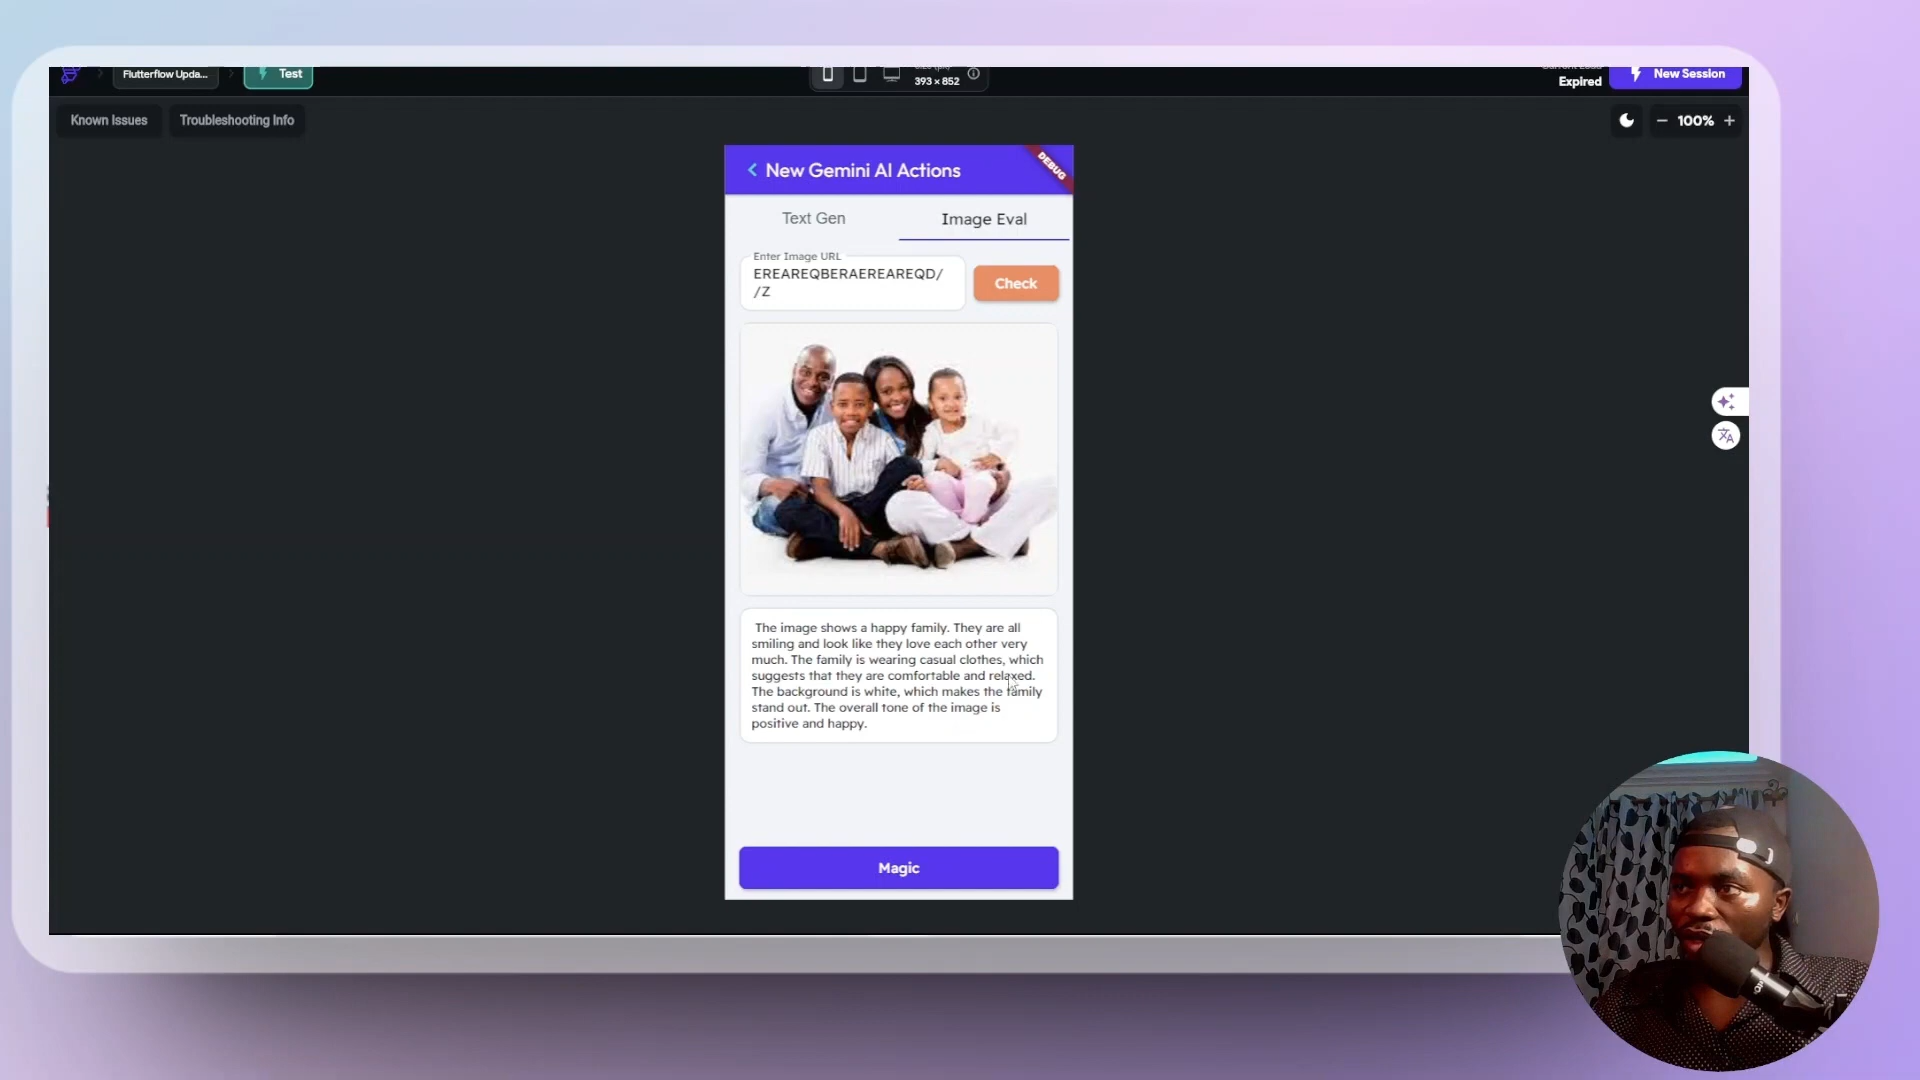 Flutterflow Upda...
Test
393 × 852
Expired
New Session
Known Issues
Troubleshooting Info
100%
New Gemini AI Actions
DEBUG
Text Gen
Image Eval
Enter Image URL
EREAREQBERAEREAREQD/
/Z
Check
The image shows a happy family. They are all
smiling and look like they love each other very
much. The family is wearing casual clothes, which
suggests that they are comfortable and relaxed.
The background is white, which makes the family
stand out. The overall tone of the image is
positive and happy.
Magic